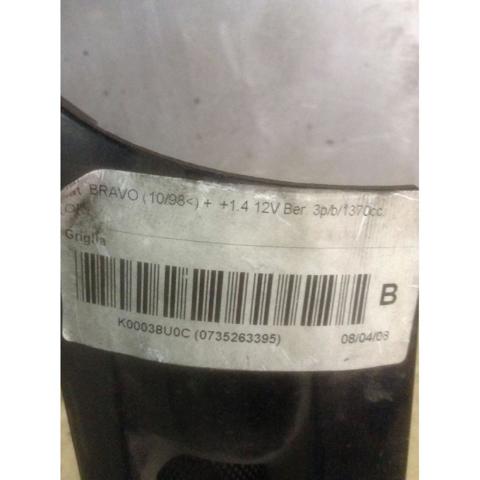 BRAVO (10/98<) + +1.4 12V Ber 3p/b/1370cc.
Griglia
B
K00038U0C (0735263395) 08/04/08